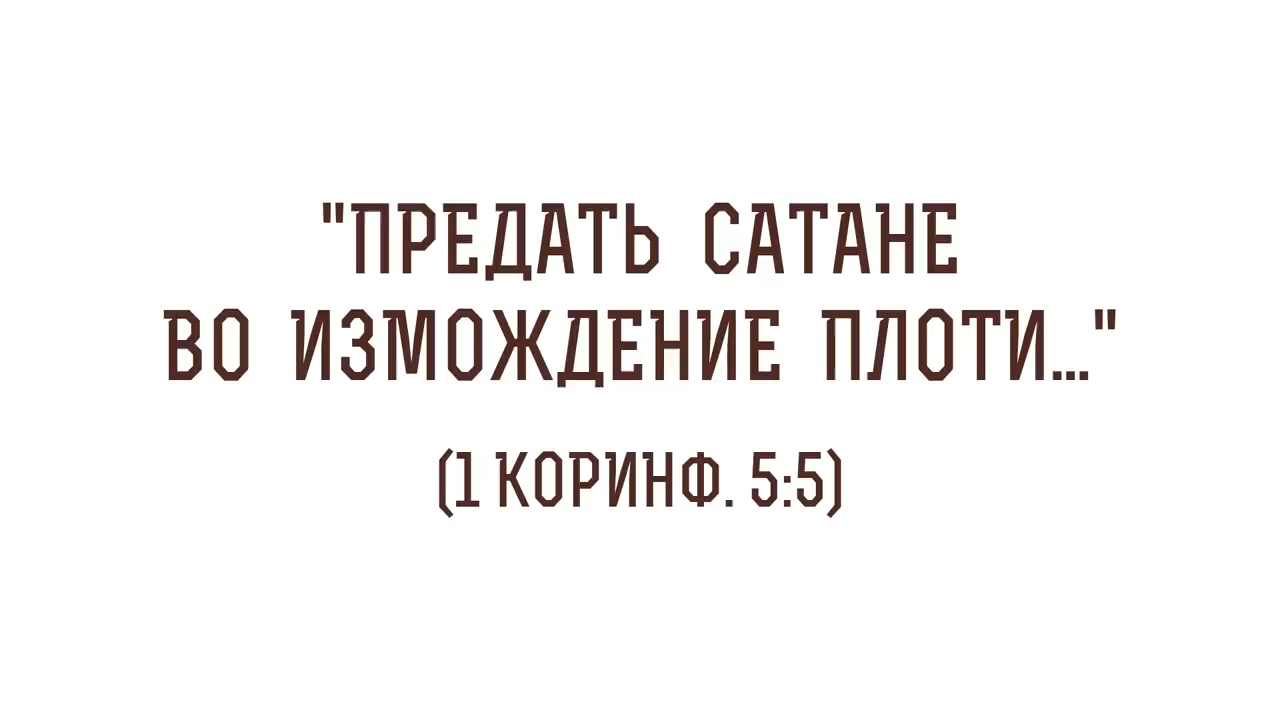 "ПРЕДАТЬ САТАНЕ
ВО ИЗМОЖДЕНИЕ ПЛОТИ..."
(1 КОРИНФ. 5:5)